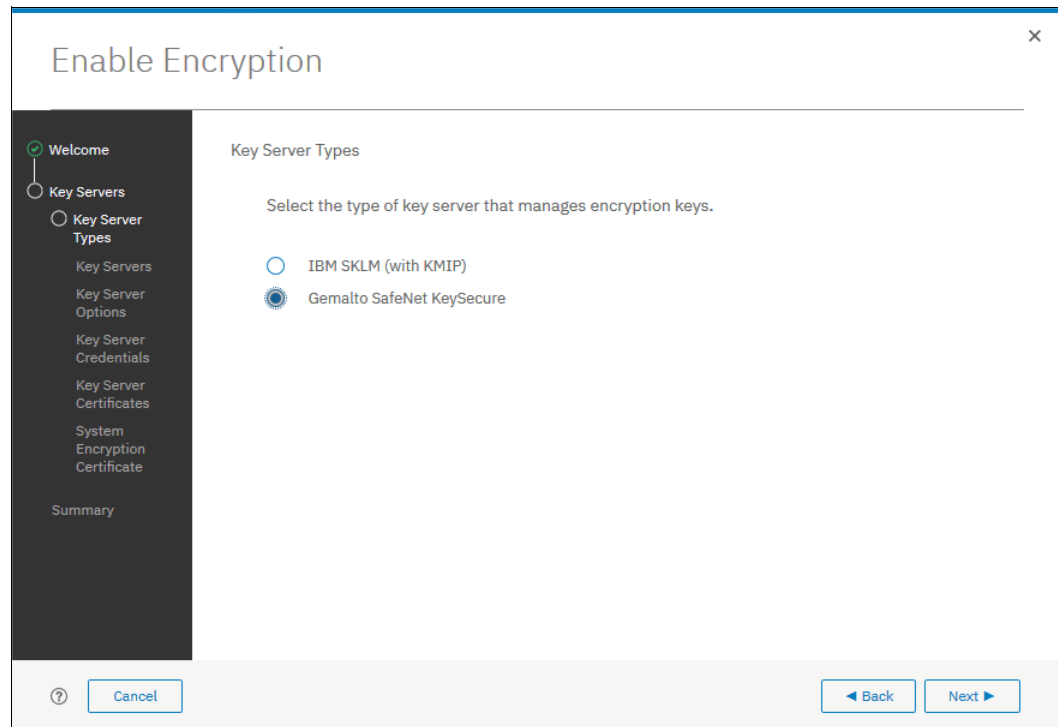 Enable Encryption
Welcome
Key Servers
Key Server
Types
Key Servers
Key Server
Options
Key Server
Credentials
Key Server
Certificates
System
Encryption
Certificate
Summary
Key Server Types
Select the type of key server that manages encryption keys.
IBM SKLM (with KMIP)
Gemalto SafeNet KeySecure
? Cancel
Back
Next